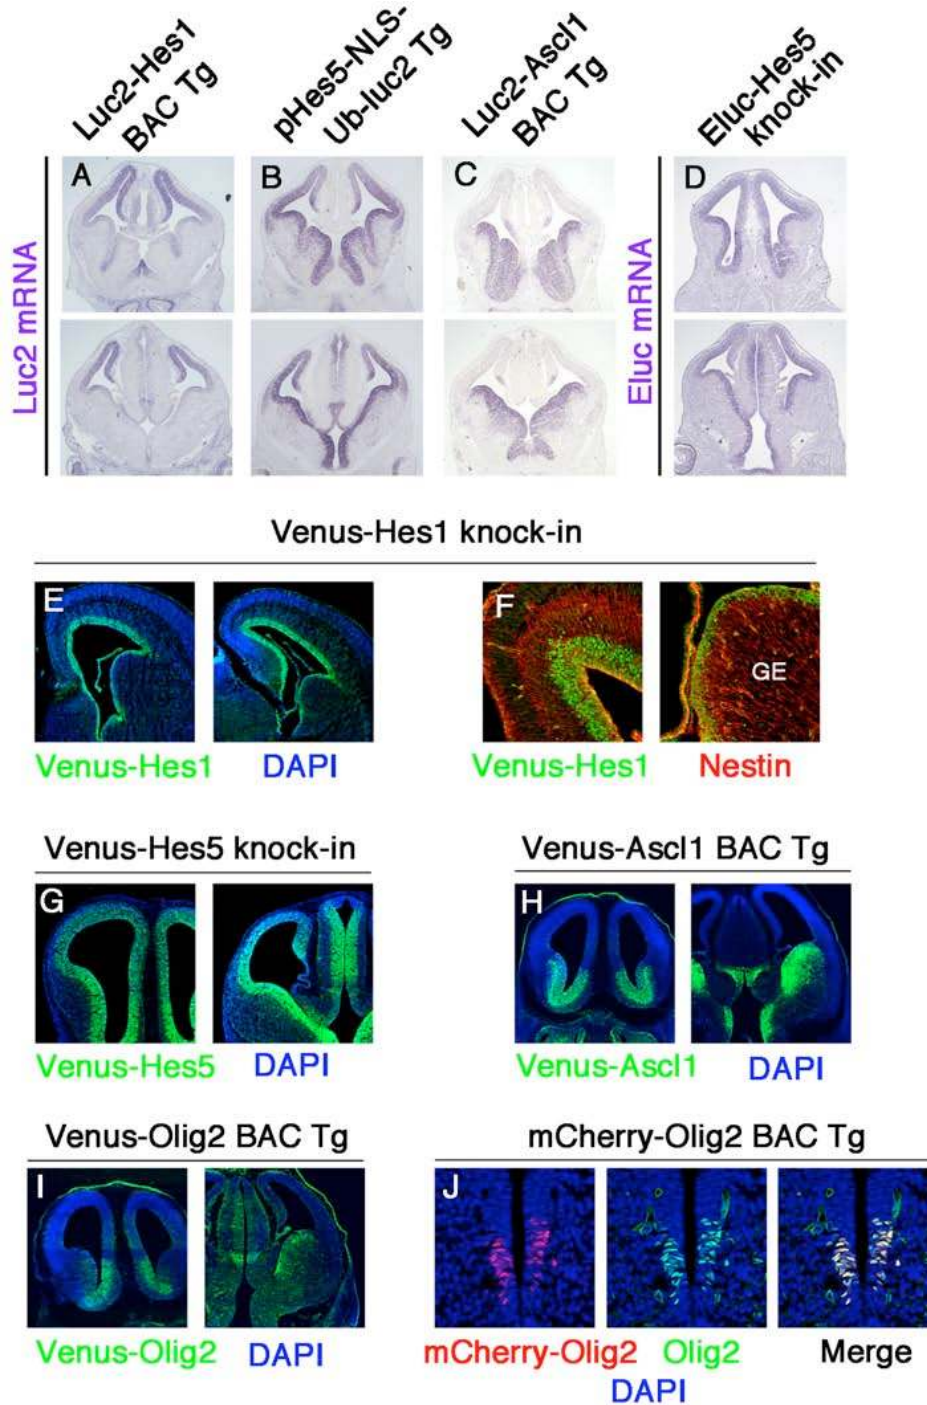 Luc2-Hes1
BAC Tg
pHes5-NLS-
Ub-luc2 Tg
Luc2-Ascl1
BAC Tg
Eluc-Hes5
knock-in
Luc2 mRNA
A
B
C
Eluc mRNA
D
Venus-Hes1 knock-in
E
F
GE
Venus-Hes1 DAPI
Venus-Hes1 Nestin
Venus-Hes5 knock-in
Venus-Ascl1 BAC Tg
G
H
Venus-Hes5 DAPI
Venus-Ascl1 DAPI
Venus-Olig2 BAC Tg
mCherry-Olig2 BAC Tg
I
J
Venus-Olig2 DAPI
mCherry-Olig2 Olig2 Merge
DAPI